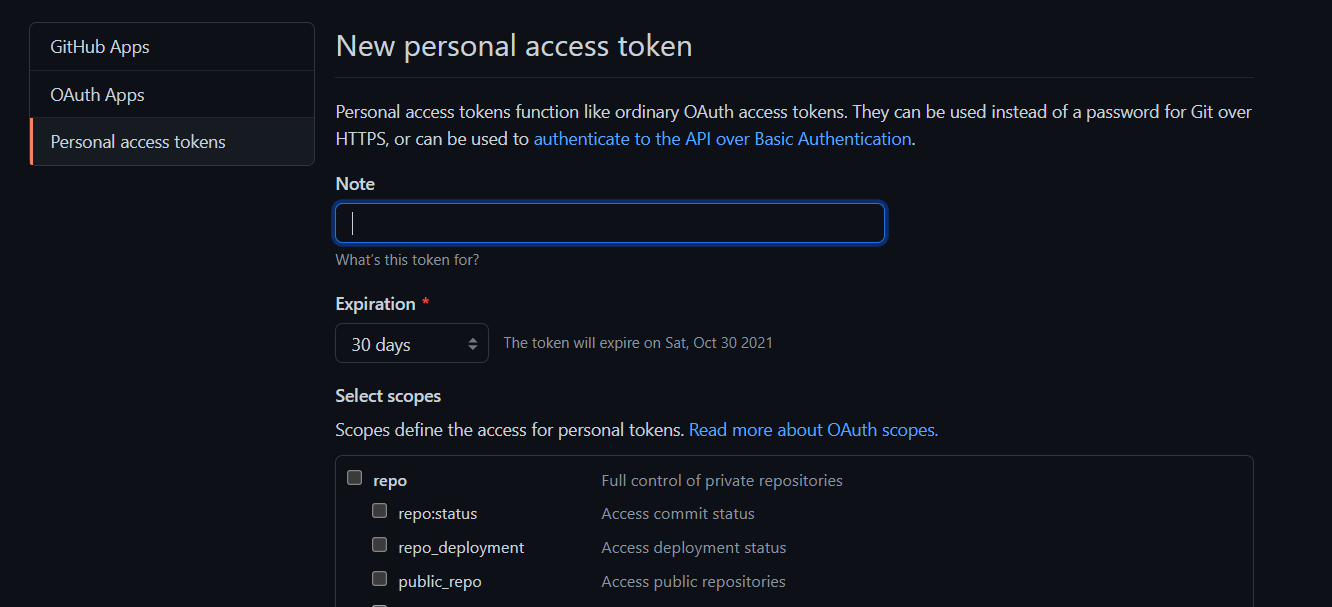 GitHub Apps
OAuth Apps
Personal access tokens
New personal access token
Personal access tokens function like ordinary OAuth access tokens. They can be used instead of a password for Git over
HTTPS, or can be used to authenticate to the API over Basic Authentication.
Note
What's this token for?
Expiration *
30 days
The token will expire on Sat, Oct 30 2021
Select scopes
Scopes define the access for personal tokens. Read more about OAuth scopes.
repo Full control of private repositories
repo:status Access commit status
repo_deployment Access deployment status
public_repo Access public repositories